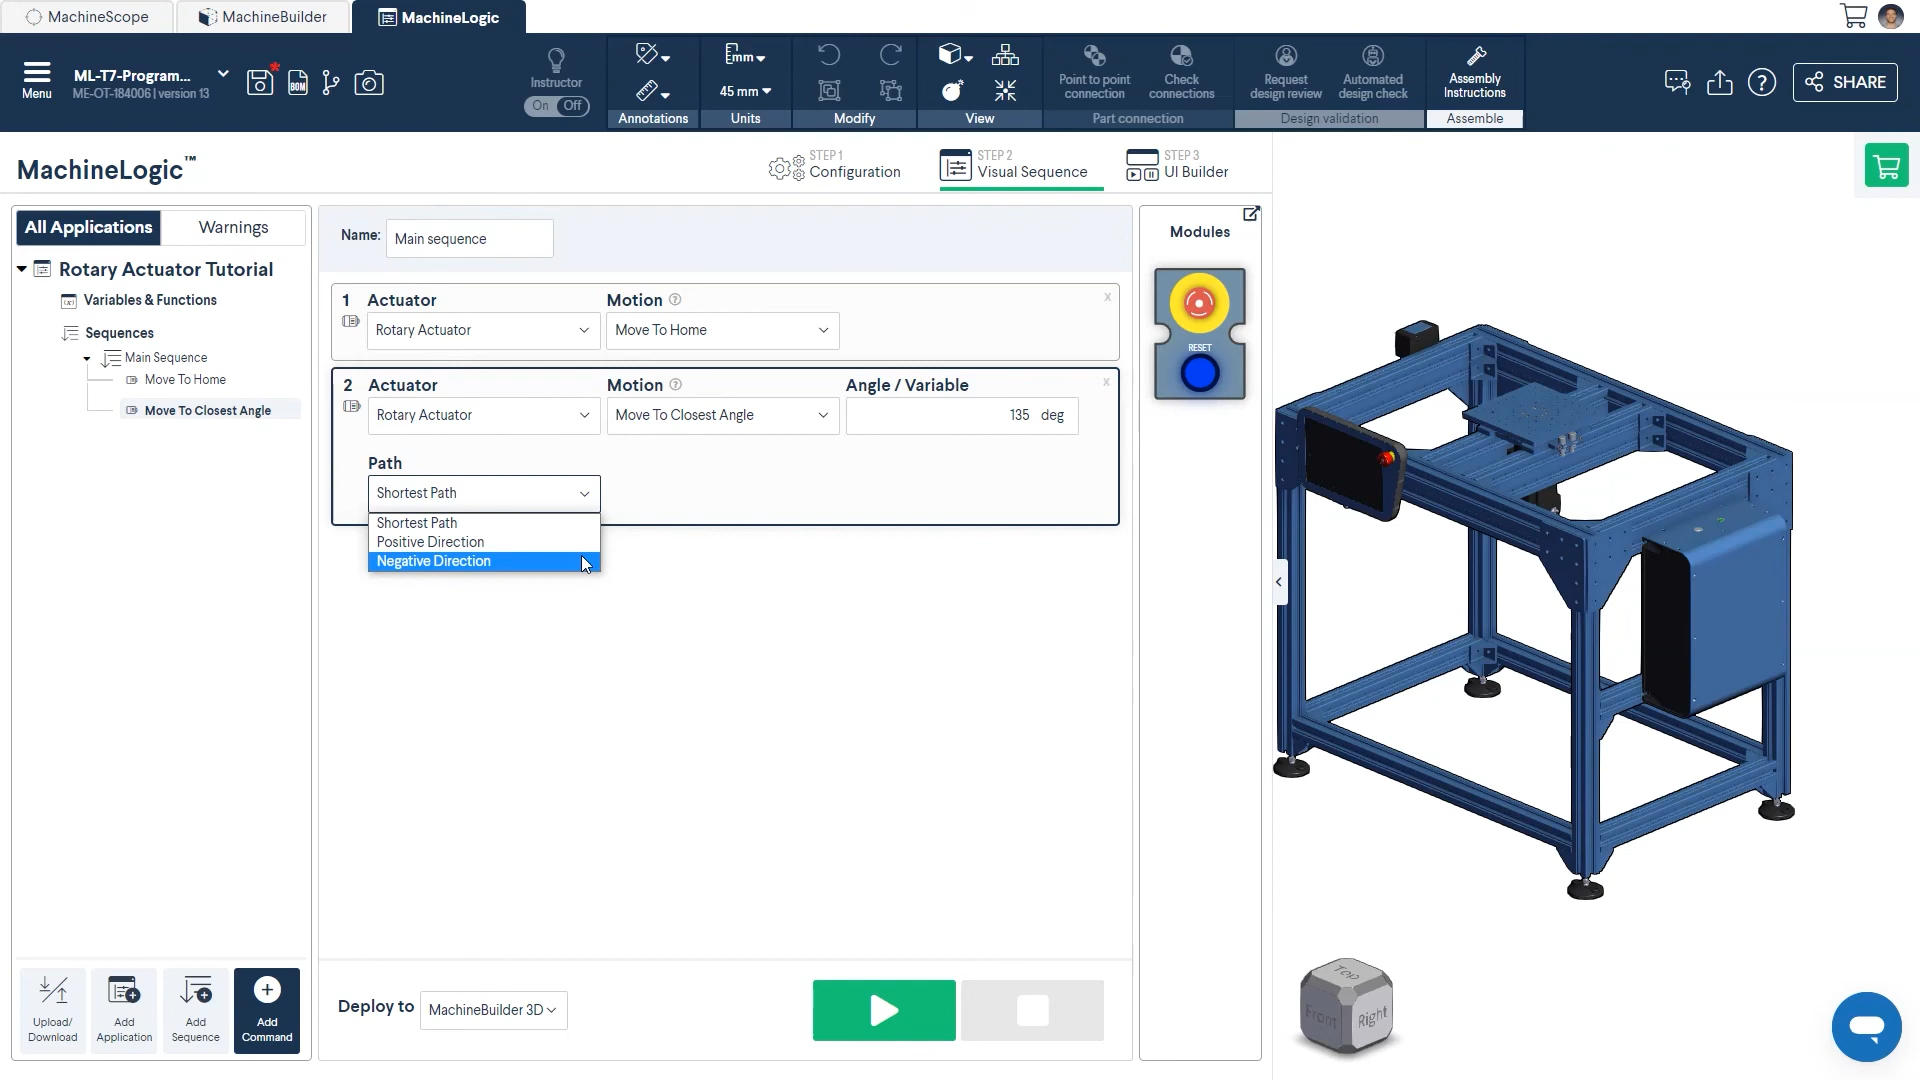 MachineScope
MachineBuilder
MachineLogic
Menu
ML-T7-Program...
ME-OT-184006 | version 13
BOM
Instructor
On Off
Annotations
mm
45 mm
Units
Modify
View
Point to point
connection
Check
connections
Part connection
Request
design review
Automated
design check
Design validation
Assembly
Instructions
Assemble
SHARE
MachineLogic™
STEP 1
Configuration
STEP 2
Visual Sequence
STEP 3
UI Builder
All Applications
Warnings
Rotary Actuator Tutorial
Variables & Functions
Sequences
Main Sequence
Move To Home
Move To Closest Angle
Name:
Main sequence
1 Actuator
Motion ?
x
Rotary Actuator
Move To Home
2 Actuator
Motion ?
Angle / Variable
x
Rotary Actuator
Move To Closest Angle
135 deg
Path
Shortest Path
Shortest Path
Positive Direction
Negative Direction
Modules
RESET
Upload/
Download
Add
Application
Add
Sequence
Add
Command
Deploy to
MachineBuilder 3D
Top
Front
Right